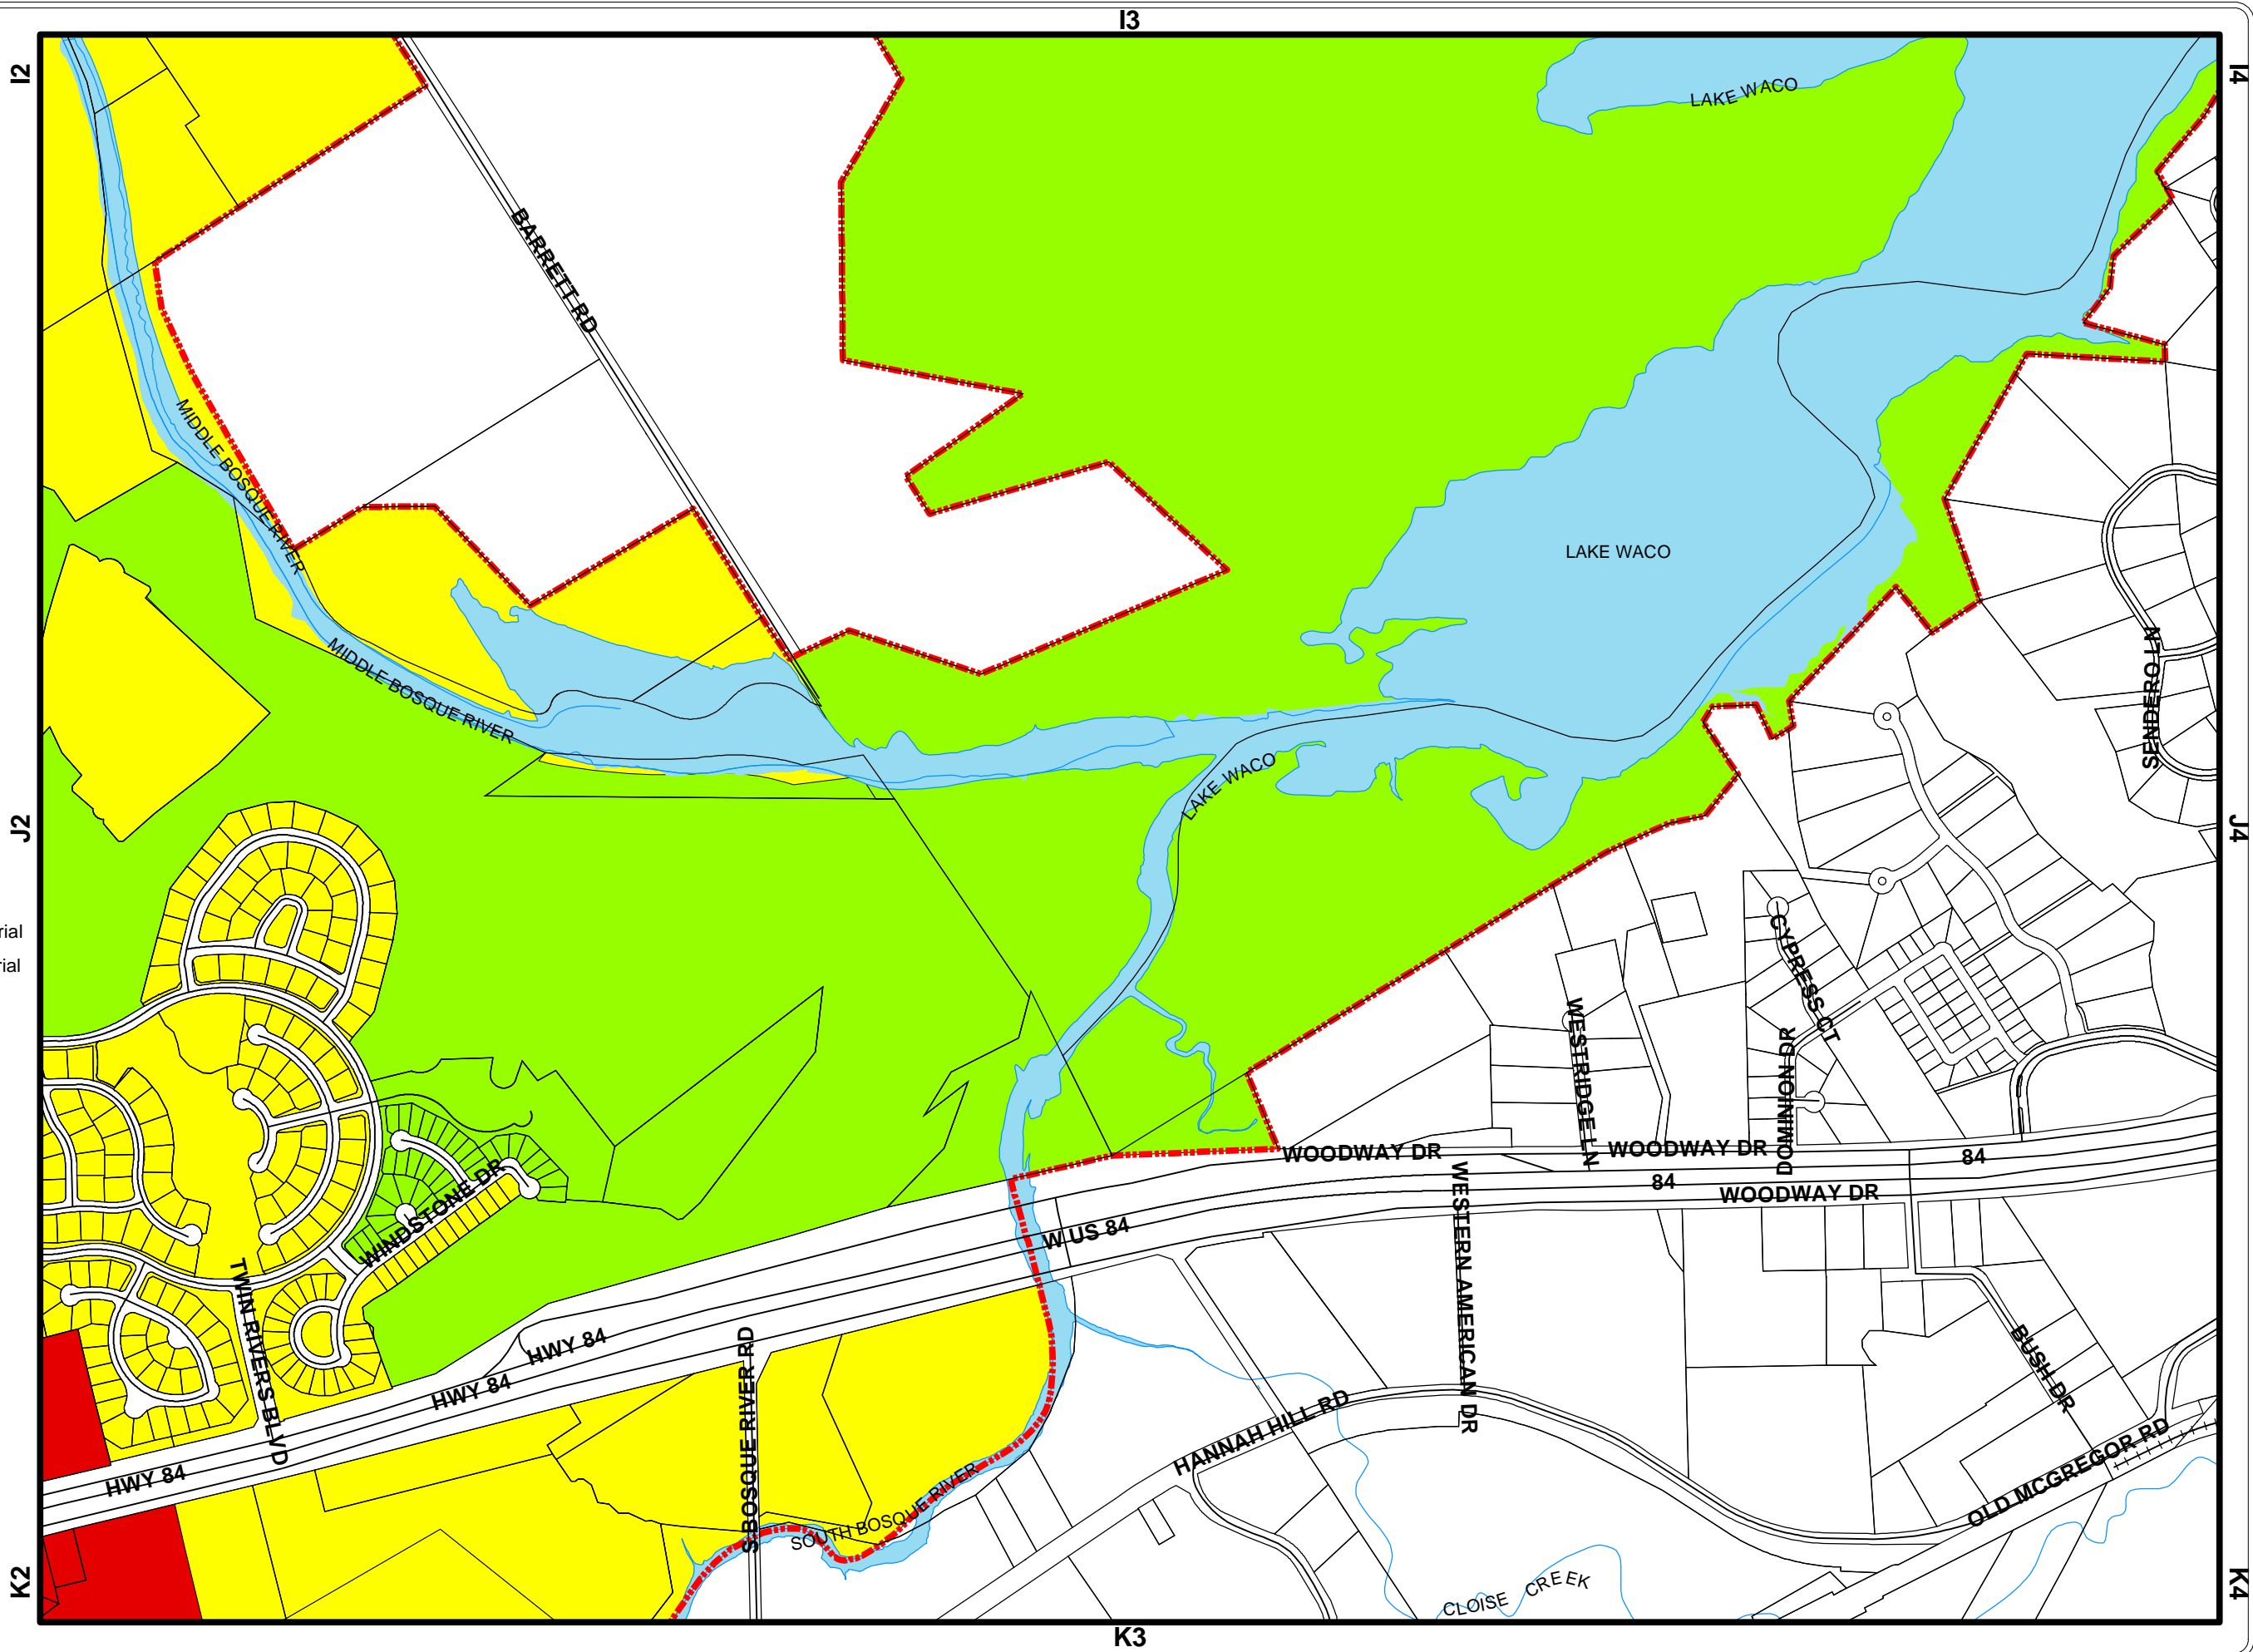 I3
I2
I4
LAKE WACO
BARRETT RD
MIDDLE BOSQUE RIVER
LAKE WACO
MIDDLE BOSQUE RIVER
SENDERO LN
LAKE WACO
J2
J4
rial
rial
CYPRESS CT
WESTRIDGE LN
DOMINION DR
WOODWAY DR
WOODWAY DR
84
84
WOODWAY DR
WINDSTONE DR
W US 84
WESTERN AMERICAN DR
TWIN RIVERS BLVD
HWY 84
HWY 84
HWY 84
S BOSQUE RIVER RD
BUSH DR
HANNAH HILL RD
OLD MCGREGOR RD
SOUTH BOSQUE RIVER
CLOISE CREEK
K2
K4
K3